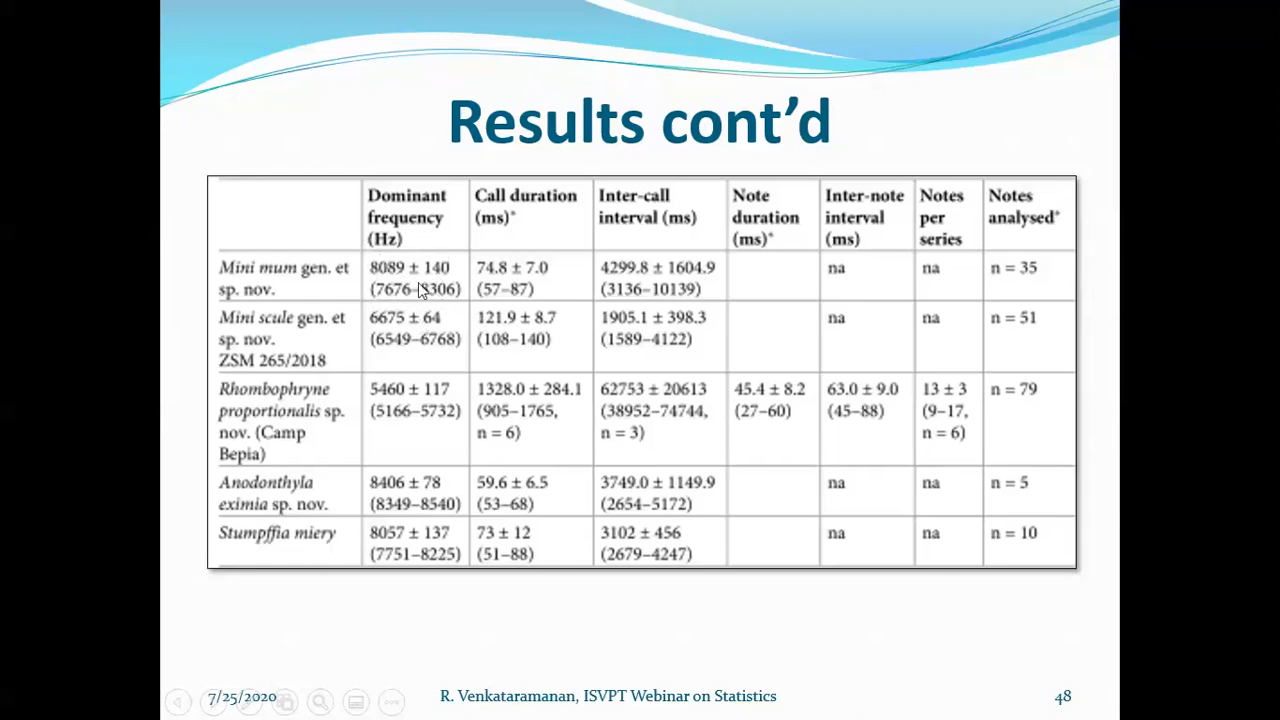 Results cont’d
Dominant frequency (Hz) Call duration (ms)* Inter-call interval (ms) Note duration (ms)* Inter-note interval (ms) Notes per series Notes analysed*
Mini mum gen. et sp. nov. 8089 ± 140 (7676–8306) 74.8 ± 7.0 (57–87) 4299.8 ± 1604.9 (3136–10139) na na n = 35
Mini scule gen. et sp. nov. ZSM 265/2018 6675 ± 64 (6549–6768) 121.9 ± 8.7 (108–140) 1905.1 ± 398.3 (1589–4122) na na n = 51
Rhombophryne proportionalis sp. nov. (Camp Bepia) 5460 ± 117 (5166–5732) 1328.0 ± 284.1 (905–1765, n = 6) 62753 ± 20613 (38952–74744, n = 3) 45.4 ± 8.2 (27–60) 63.0 ± 9.0 (45–88) 13 ± 3 (9–17, n = 6) n = 79
Anodonthyla eximia sp. nov. 8406 ± 78 (8349–8540) 59.6 ± 6.5 (53–68) 3749.0 ± 1149.9 (2654–5172) na na n = 5
Stumpffia miery 8057 ± 137 (7751–8225) 73 ± 12 (51–88) 3102 ± 456 (2679–4247) na na n = 10
7/25/2020 R. Venkataramanan, ISVPT Webinar on Statistics 48